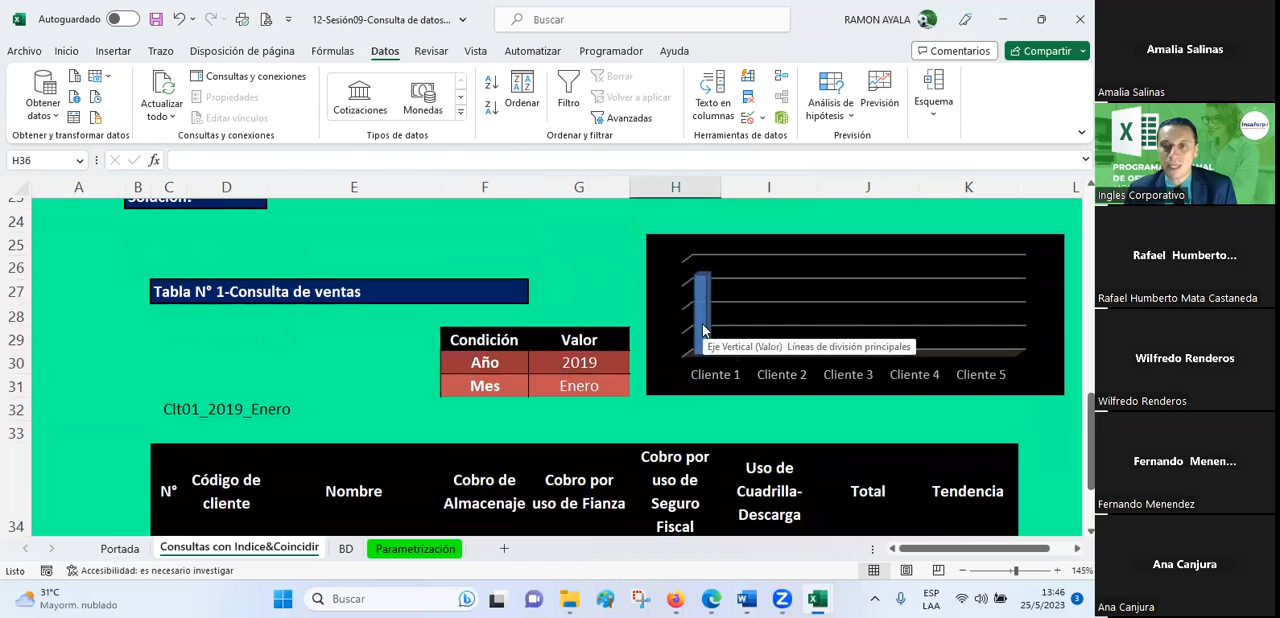 Autoguardado
12-Sesión09-Consulta de datos...
Buscar
RAMON AYALA
Archivo Inicio Insertar Trazo Disposición de página Fórmulas Datos Revisar Vista Automatizar Programador Ayuda
Comentarios
Compartir
Obtener datos
Obtener y transformar datos
Actualizar todo
Consultas y conexiones
Propiedades
Editar vínculos
Consultas y conexiones
Cotizaciones
Monedas
Tipos de datos
Ordenar
Filtro
Borrar
Volver a aplicar
Avanzadas
Ordenar y filtrar
Texto en columnas
Herramientas de datos
Análisis de hipótesis
Previsión
Previsión
Esquema
H36
fx
A B C D E F G H I J K L
Solución:
24
25
26
27
28
29
30
31
32
33
34
Tabla N° 1-Consulta de ventas
Condición Valor
Año 2019
Mes Enero
Clt01_2019_Enero
Eje Vertical (Valor) Líneas de división principales
Cliente 1 Cliente 2 Cliente 3 Cliente 4 Cliente 5
N°
Código de cliente
Nombre
Cobro de Almacenaje
Cobro por uso de Fianza
Cobro por uso de Seguro Fiscal
Uso de Cuadrilla-Descarga
Total
Tendencia
Portada
Consultas con Indice&Coincidir
BD
Parametrización
Listo
Accesibilidad: es necesario investigar
145%
31°C
Mayorm. nublado
Buscar
ESP
LAA
13:46
25/5/2023
3
Amalia Salinas
Amalia Salinas
InsaForp
PROGRAMA
NAL
DE OFI
Ingles Corporativo
Rafael Humberto...
Rafael Humberto Mata Castaneda
Wilfredo Renderos
Wilfredo Renderos
Fernando Menen...
Fernando Menendez
Ana Canjura
Ana Canjura